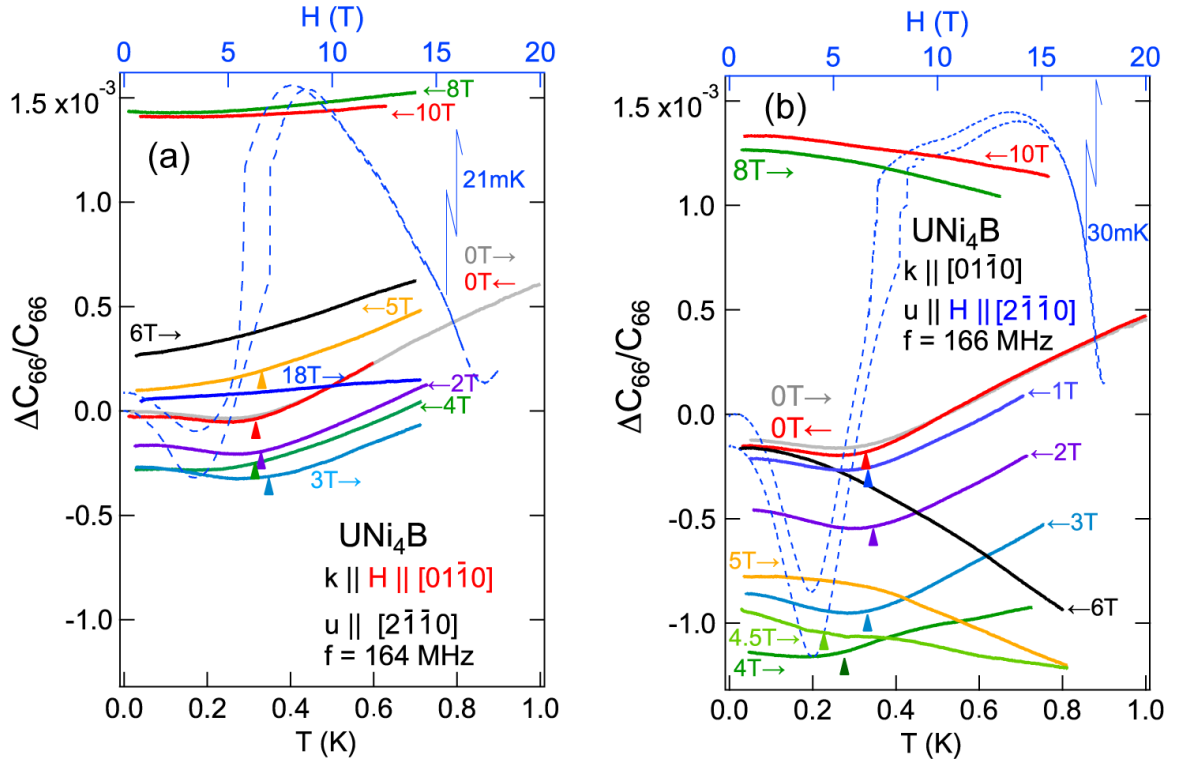 H (T)
0 5 10 15 20
1.5 x10⁻³
1.0
0.5
0.0
-0.5
-1.0
ΔC₆₆/C₆₆
(a)
←8T
←10T
21mK
0T→
0T←
←5T
6T→
18T→
←2T
←4T
3T→
UNi₄B
k || H || [011̄0]
u || [21̄1̄0]
f = 164 MHz
0.0 0.2 0.4 0.6 0.8 1.0
T (K)
H (T)
0 5 10 15 20
1.5 x10⁻³
1.0
0.5
0.0
-0.5
-1.0
ΔC₆₆/C₆₆
(b)
←10T
8T→
30mK
UNi₄B
k || [011̄0]
u || H || [21̄1̄0]
f = 166 MHz
0T→
0T←
←1T
←2T
←3T
5T→
←6T
4.5T→
4T→
0.0 0.2 0.4 0.6 0.8 1.0
T (K)